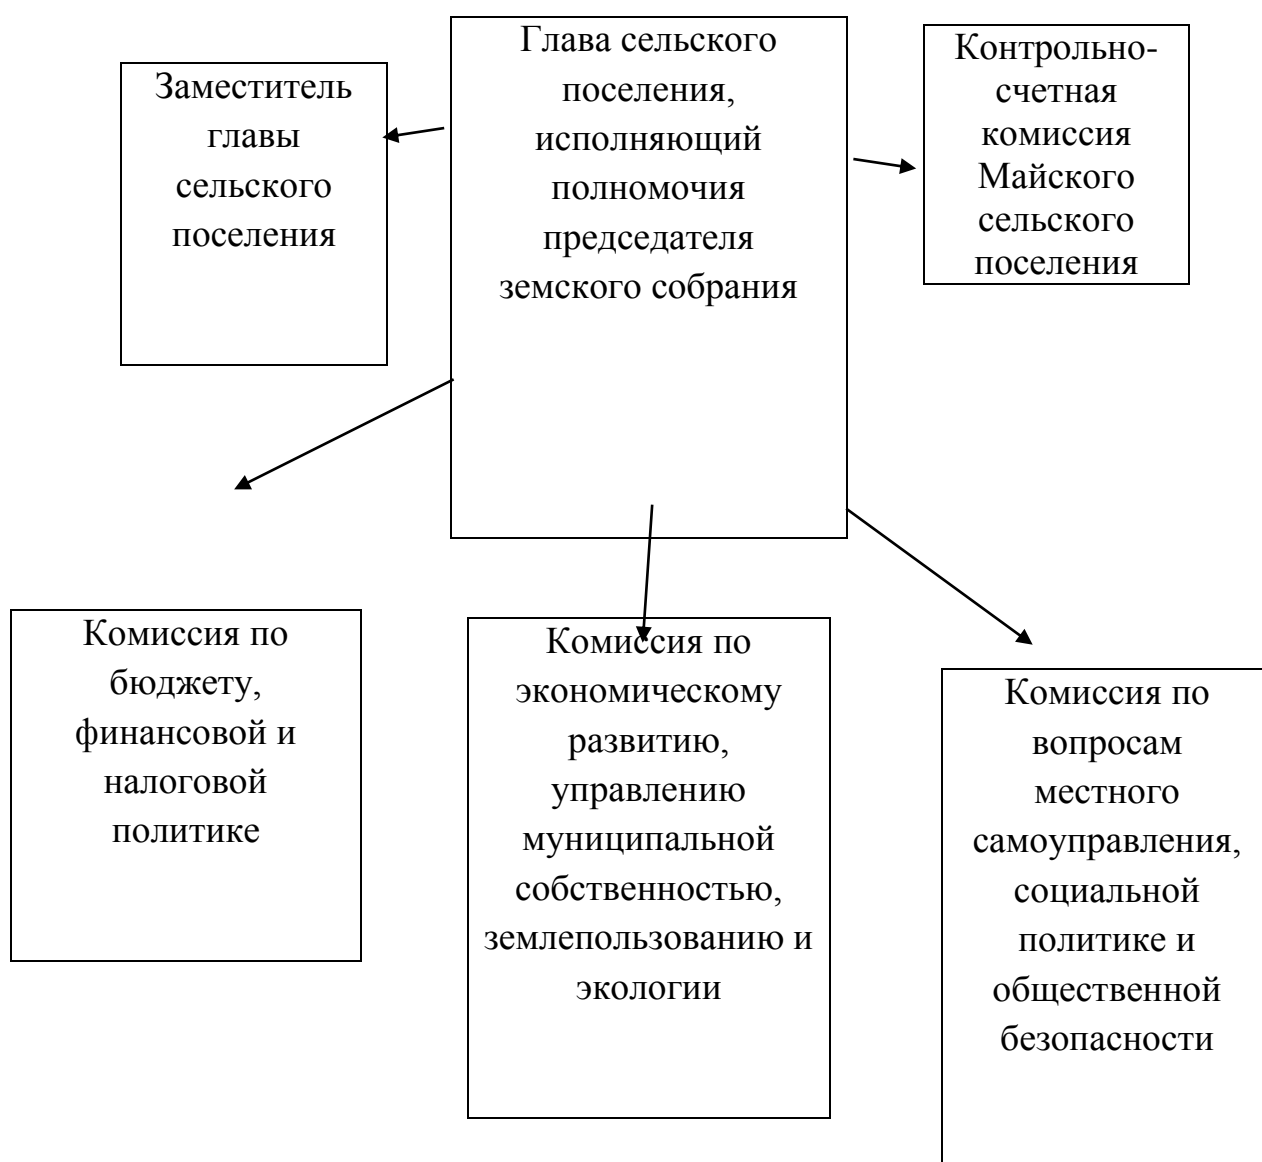 Заместитель
главы
сельского
поселения
Глава сельского
поселения,
исполняющий
полномочия
председателя
земского собрания
Контрольно-
счетная
комиссия
Майского
сельского
поселения
Комиссия по
бюджету,
финансовой и
налоговой
политике
Комиссия по
экономическому
развитию,
управлению
муниципальной
собственностью,
землепользованию и
экологии
Комиссия по
вопросам
местного
самоуправления,
социальной
политике и
общественной
безопасности